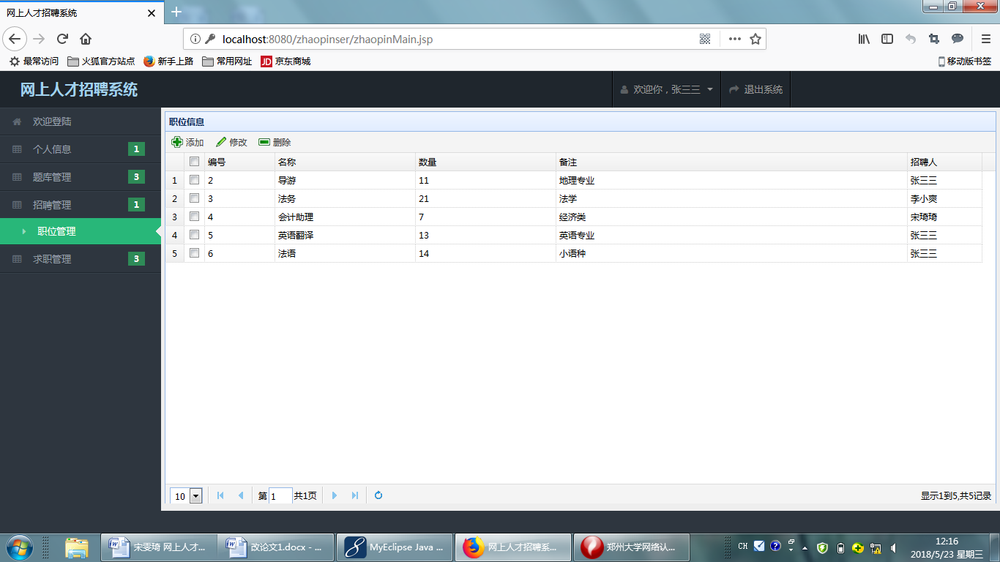 网上人才招聘系统
localhost:8080/zhaopinser/zhaopinMain.jsp
最常访问 火狐官方站点 新手上路 常用网址 JD 京东商城 移动版书签
网上人才招聘系统 欢迎你，张三三 退出系统
欢迎登陆
个人信息 1
题库管理 3
招聘管理 1
职位管理
求职管理 3
职位信息
添加 修改 删除
编号 名称 数量 备注 招聘人
1 2 导游 11 地理专业 张三三
2 3 法务 21 法学 李小爽
3 4 会计助理 7 经济类 宋琦琦
4 5 英语翻译 13 英语专业 张三三
5 6 法语 14 小语种 张三三
10 第 1 共1页 显示1到5,共5记录
宋雯琦 网上人才... 改论文1.docx - ... MyEclipse Java ... 网上人才招聘系... 郑州大学网络认... CH 12:16
2018/5/23 星期三